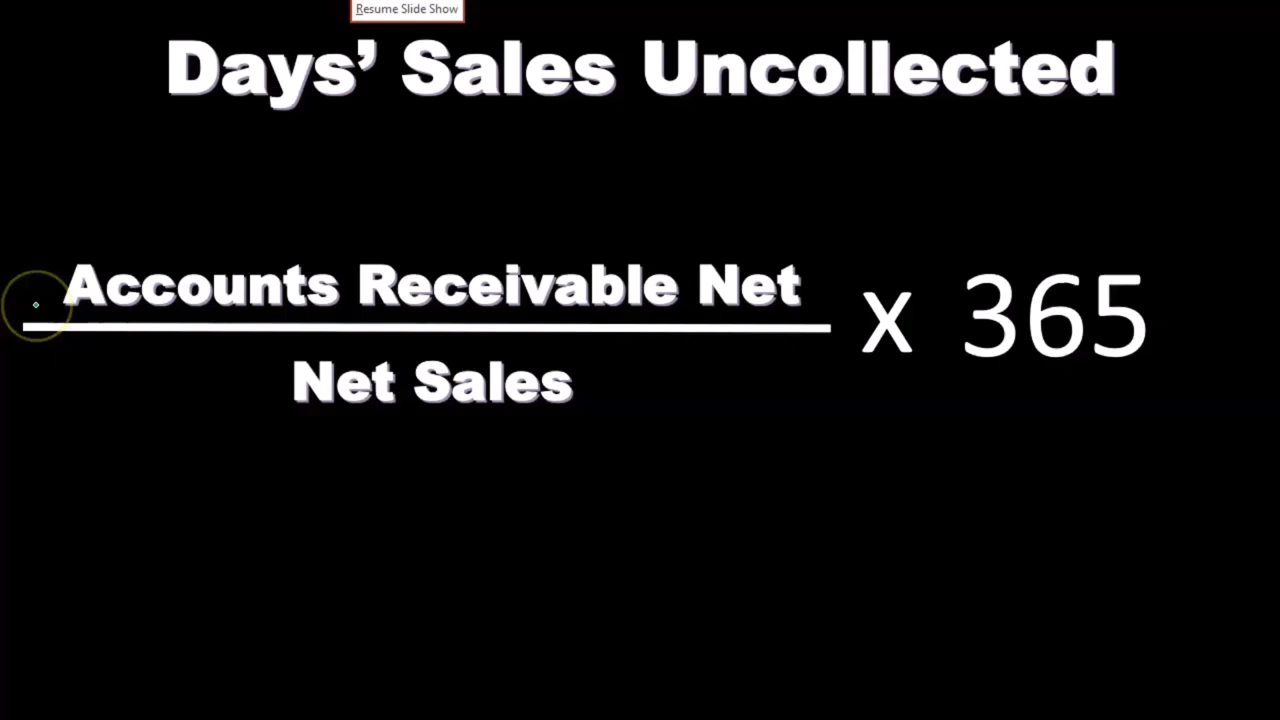 Resume Slide Show
Days’ Sales Uncollected
Accounts Receivable Net
x 365
Net Sales